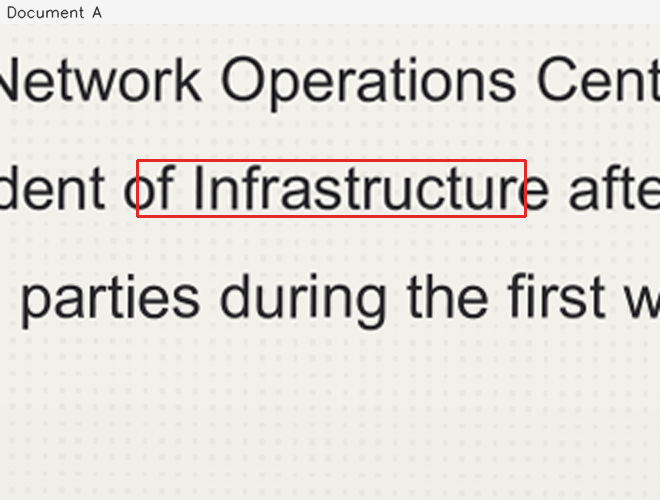 Document A
Network Operations Cent
dent of Infrastructure afte
parties during the first w